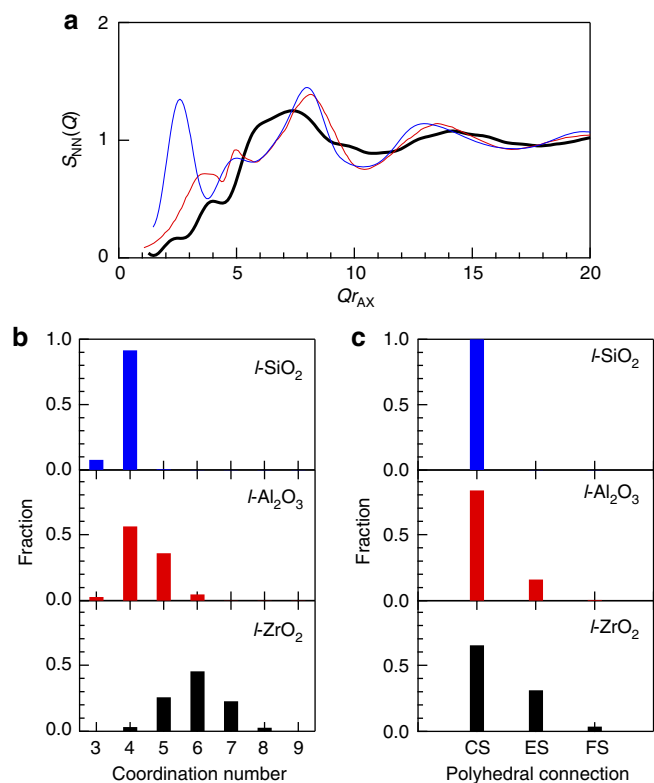 a
2
1
0
S_NN(Q)
0 5 10 15 20
Qr_AX
b
1.0
0.5
0.0
l-SiO₂
0.5
0.0
l-Al₂O₃
0.5
0.0
l-ZrO₂
Fraction
3 4 5 6 7 8 9
Coordination number
c
1.0
0.5
0.0
l-SiO₂
0.5
0.0
l-Al₂O₃
0.5
0.0
l-ZrO₂
Fraction
CS ES FS
Polyhedral connection